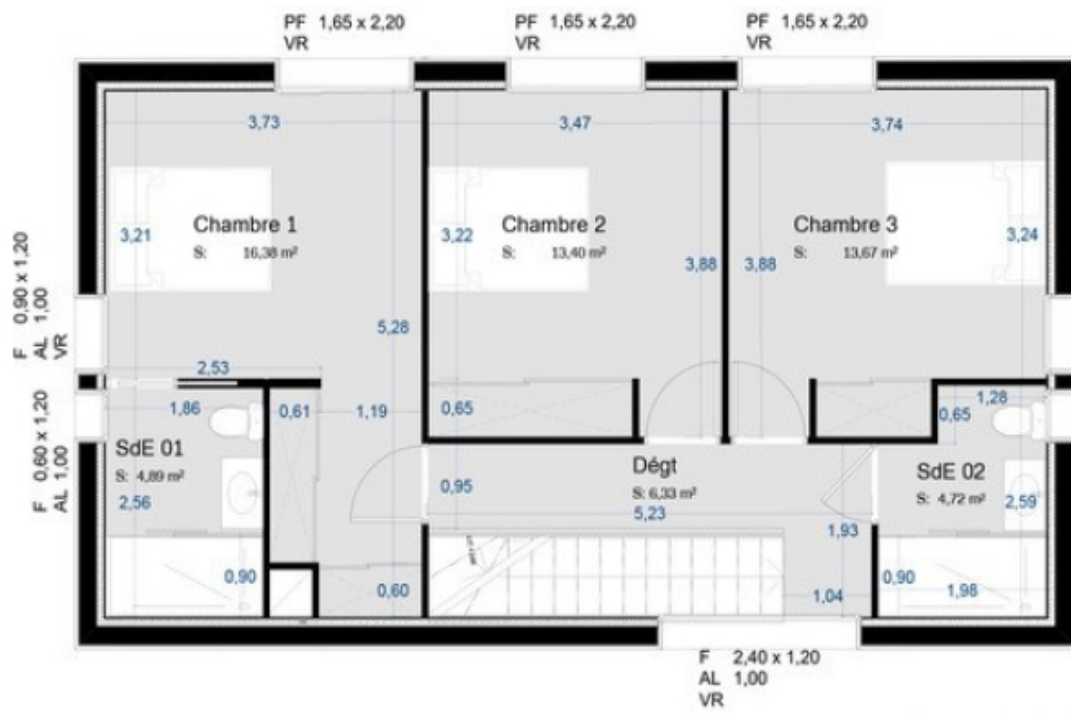 PF 1,65 x 2,20
VR
PF 1,65 x 2,20
VR
PF 1,65 x 2,20
VR
3,73
3,47
3,74
Chambre 1
S: 16,38 m²
Chambre 2
S: 13,40 m²
Chambre 3
S: 13,67 m²
3,21
3,22
3,88
3,88
3,24
F 0,90 x 1,20
AL 1,00
VR
5,28
2,53
1,86
0,61
1,19
0,65
0,65
1,28
F 0,60 x 1,20
AL 1,00
SdE 01
S: 4,89 m²
2,56
0,95
Dégt
S: 6,33 m²
5,23
SdE 02
S: 4,72 m²
2,59
1,93
0,90
0,60
1,04
0,90
1,98
F 2,40 x 1,20
AL 1,00
VR